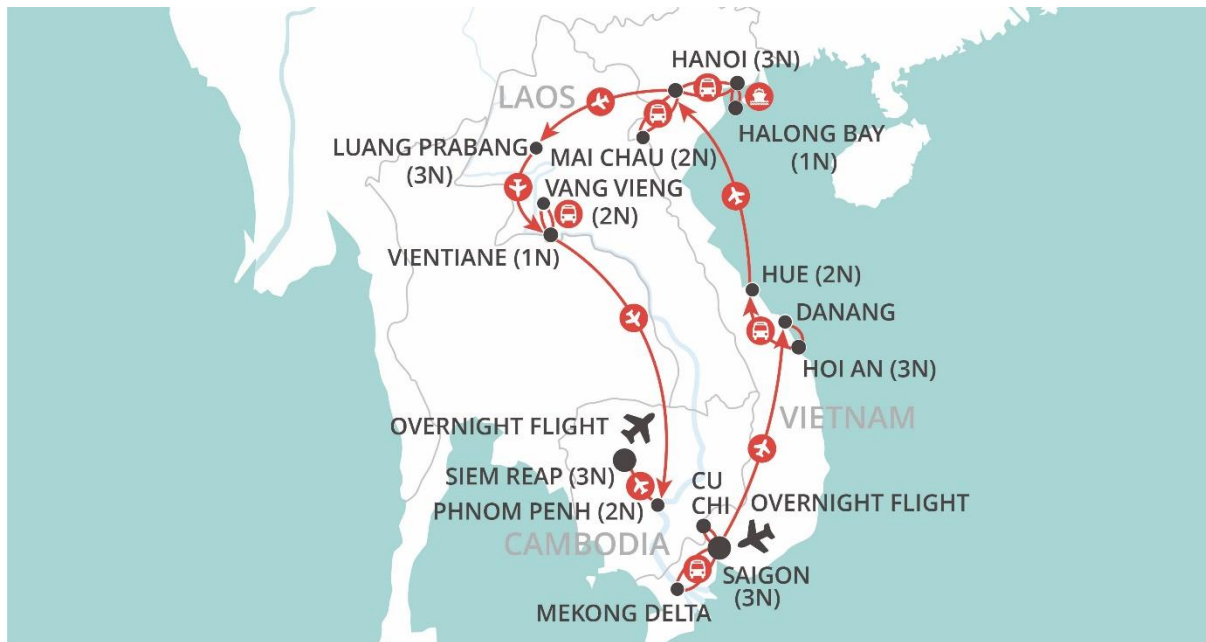 HANOI (3N)
LAOS
HALONG BAY
(1N)
LUANG PRABANG
(3N)
MAI CHAU (2N)
VANG VIENG
(2N)
VIENTIANE (1N)
HUE (2N)
DANANG
HOI AN (3N)
VIETNAM
OVERNIGHT FLIGHT
SIEM REAP (3N)
PHNOM PENH (2N)
CAMBODIA
CU
CHI
OVERNIGHT FLIGHT
SAIGON
(3N)
MEKONG DELTA